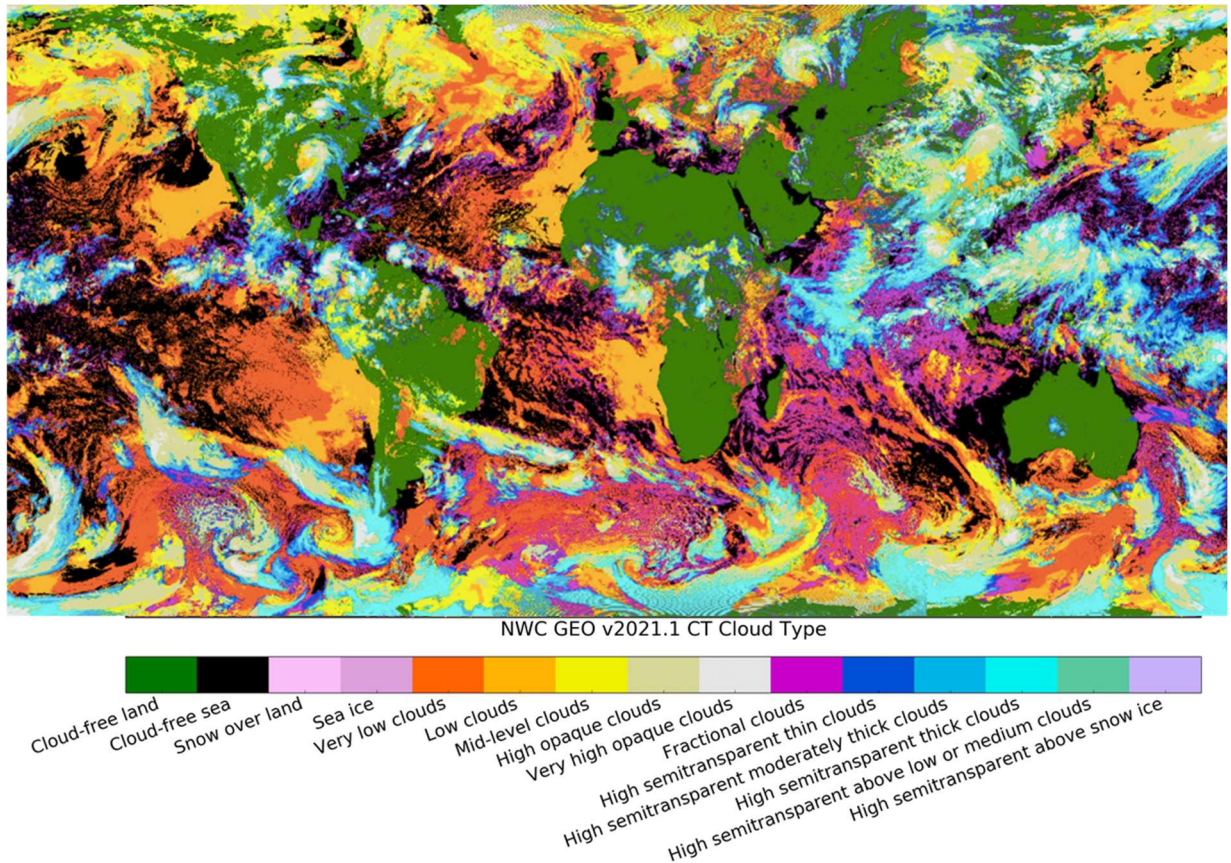 NWC GEO v2021.1 CT Cloud Type
Cloud-free land
Cloud-free sea
Snow over land
Sea ice
Very low clouds
Low clouds
Mid-level clouds
High opaque clouds
Very high opaque clouds
Fractional clouds
High semitransparent thin clouds
High semitransparent moderately thick clouds
High semitransparent thick clouds
High semitransparent above low or medium clouds
High semitransparent above snow ice